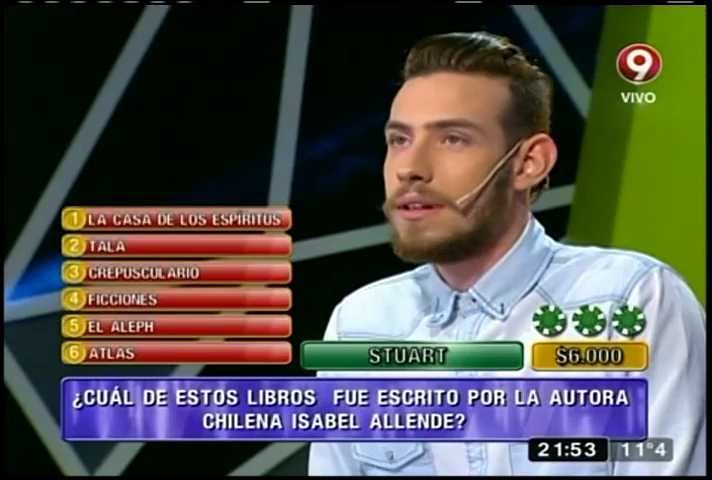 9
VIVO
1 LA CASA DE LOS ESPÍRITUS
2 TALA
3 CREPUSCULARIO
4 FICCIONES
5 EL ALEPH
6 ATLAS
STUART
$6.000
¿CUÁL DE ESTOS LIBROS FUE ESCRITO POR LA AUTORA
CHILENA ISABEL ALLENDE?
21:53 11°4